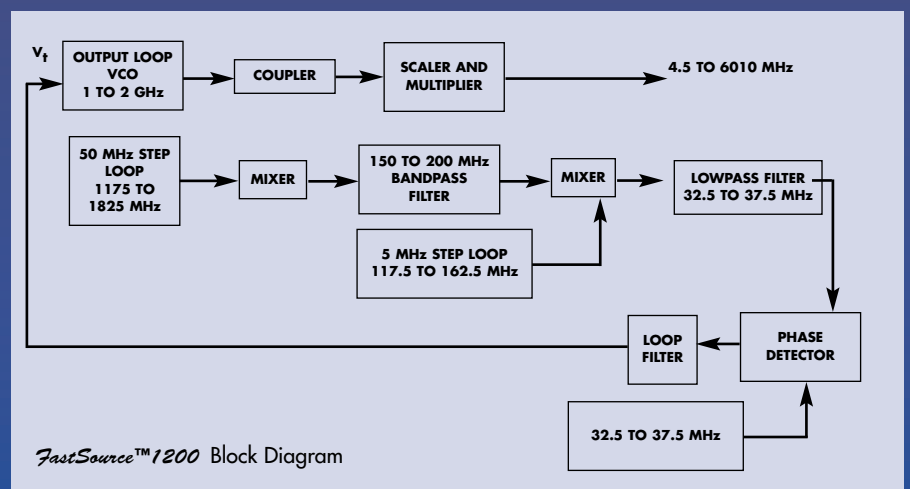 Vt
OUTPUT LOOP
VCO
1 TO 2 GHz
COUPLER
SCALER AND
MULTIPLIER
4.5 TO 6010 MHz
50 MHz STEP
LOOP
1175 TO
1825 MHz
MIXER
150 TO 200 MHz
BANDPASS
FILTER
MIXER
LOWPASS FILTER
32.5 TO 37.5 MHz
5 MHz STEP LOOP
117.5 TO 162.5 MHz
LOOP
FILTER
PHASE
DETECTOR
32.5 TO 37.5 MHz
FastSource™1200 Block Diagram